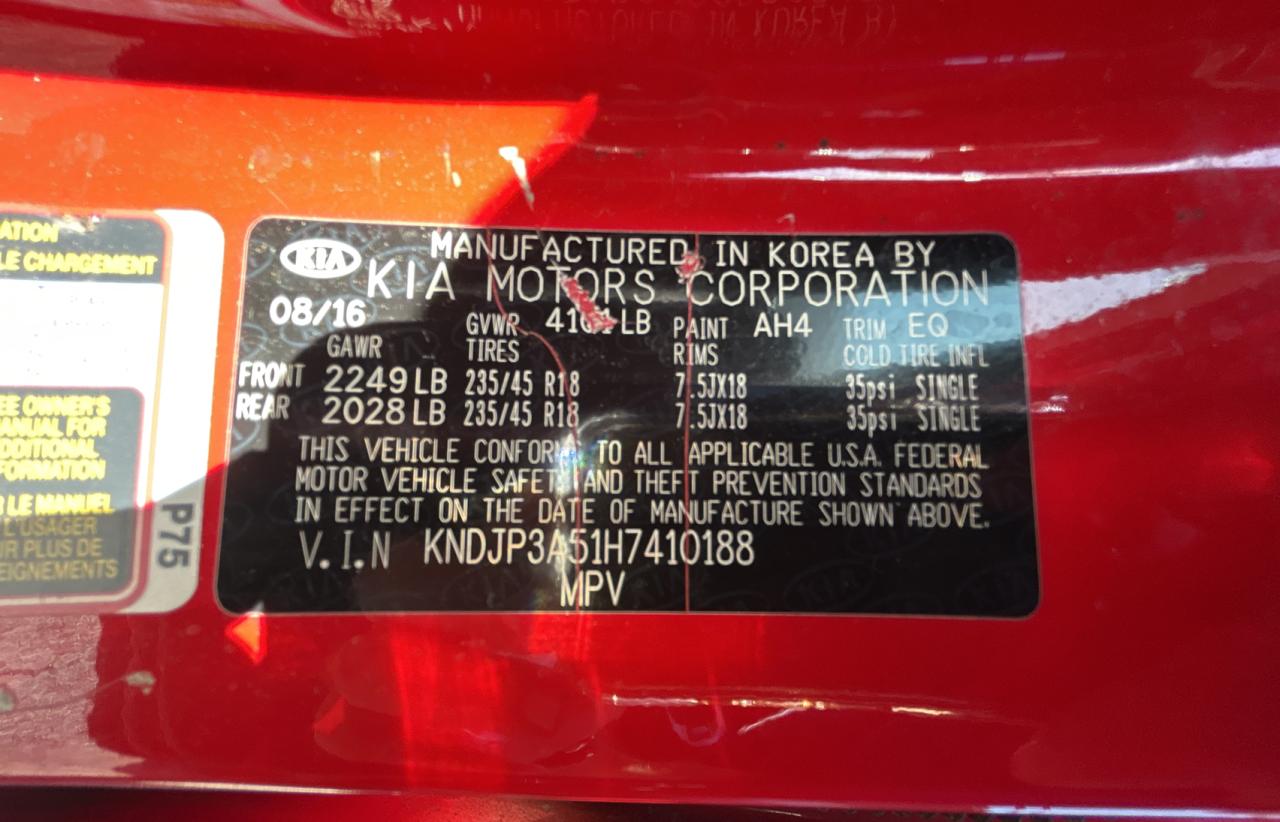 ATION
LE CHARGEMENT
EE OWNER'S
MANUAL FOR
ADDITIONAL
FORMATION
LE MANUEL
L'USAGER
PLUS DE
EIGNEMENTS
P75
KIA
MANUFACTURED IN KOREA BY
KIA MOTORS CORPORATION
08/16 GVWR LB PAINT AH4 TRIM EQ
GAWR TIRES RIMS COLD TIRE INFL
FRONT 2249 LB 235/45 R18 7.5JX18 35psi SINGLE
REAR 2028 LB 235/45 R18 7.5JX18 35psi SINGLE
THIS VEHICLE CONFORMS TO ALL APPLICABLE U.S.A. FEDERAL
MOTOR VEHICLE SAFETY AND THEFT PREVENTION STANDARDS
IN EFFECT ON THE DATE OF MANUFACTURE SHOWN ABOVE.
V.I.N KNDJP3A51H7410188
MPV